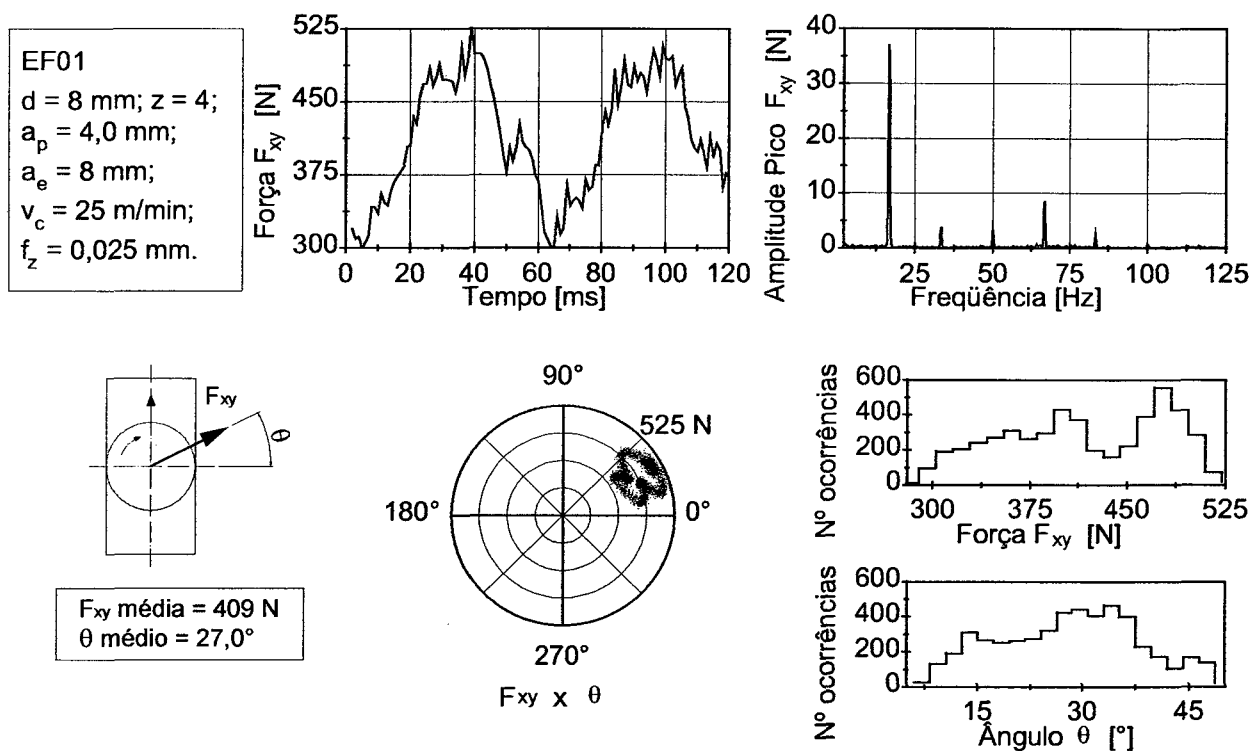 EF01
d = 8 mm; z = 4;
a_p = 4,0 mm;
a_e = 8 mm;
v_c = 25 m/min;
f_z = 0,025 mm.
Força F_xy [N]
525
450
375
300
0 20 40 60 80 100 120
Tempo [ms]
Amplitude Pico F_xy [N]
40
30
20
10
0
25 50 75 100 125
Freqüência [Hz]
F_xy
θ
F_xy média = 409 N
θ médio = 27,0°
90°
525 N
180°
0°
270°
F_xy x θ
Nº ocorrências
600
400
200
0
300 375 450 525
Força F_xy [N]
Nº ocorrências
600
400
200
0
15 30 45
Ângulo θ [°]